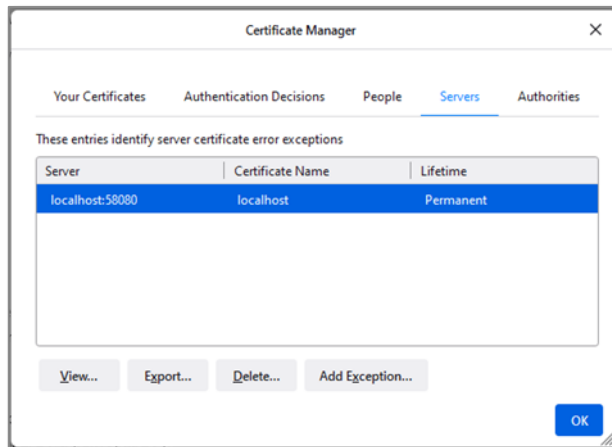 Certificate Manager
Your Certificates Authentication Decisions People Servers Authorities
These entries identify server certificate error exceptions
Server Certificate Name Lifetime
localhost:58080 localhost Permanent
View... Export... Delete... Add Exception...
OK